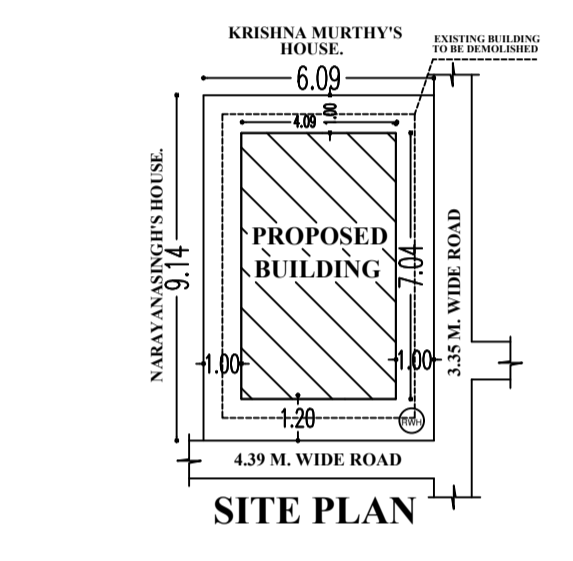 KRISHNA MURTHY'S
HOUSE.
EXISTING BUILDING
TO BE DEMOLISHED
6.09
1.00
4.09
NARAYANASINGH'S HOUSE.
9.14
PROPOSED
BUILDING
7.04
3.35 M. WIDE ROAD
1.00
1.00
1.20
RWH
4.39 M. WIDE ROAD
SITE PLAN